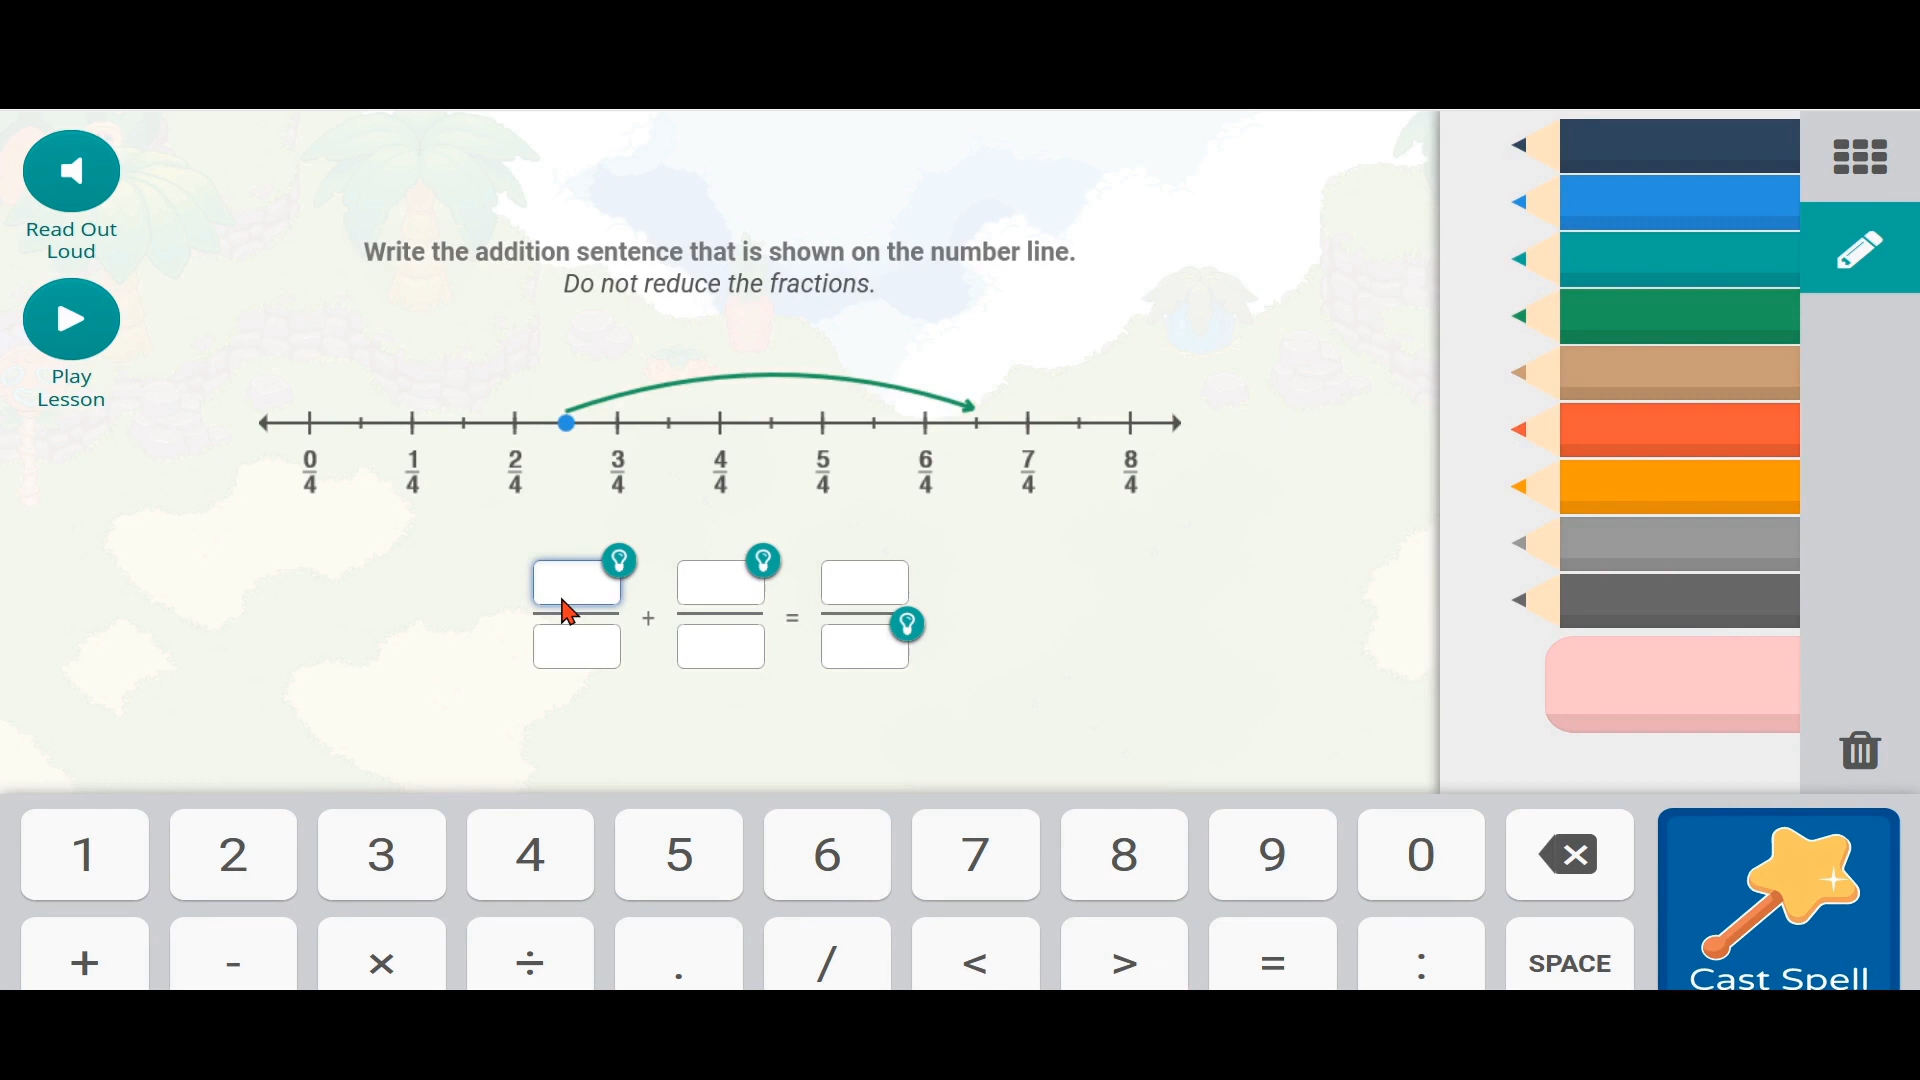 Read Out
Loud
Play
Lesson
Write the addition sentence that is shown on the number line.
Do not reduce the fractions.
0 1 2 3 4 5 6 7 8
4 4 4 4 4 4 4 4 4
+ =
1 2 3 4 5 6 7 8 9 0
+ - × ÷ . / < > = : SPACE
Cast Spell